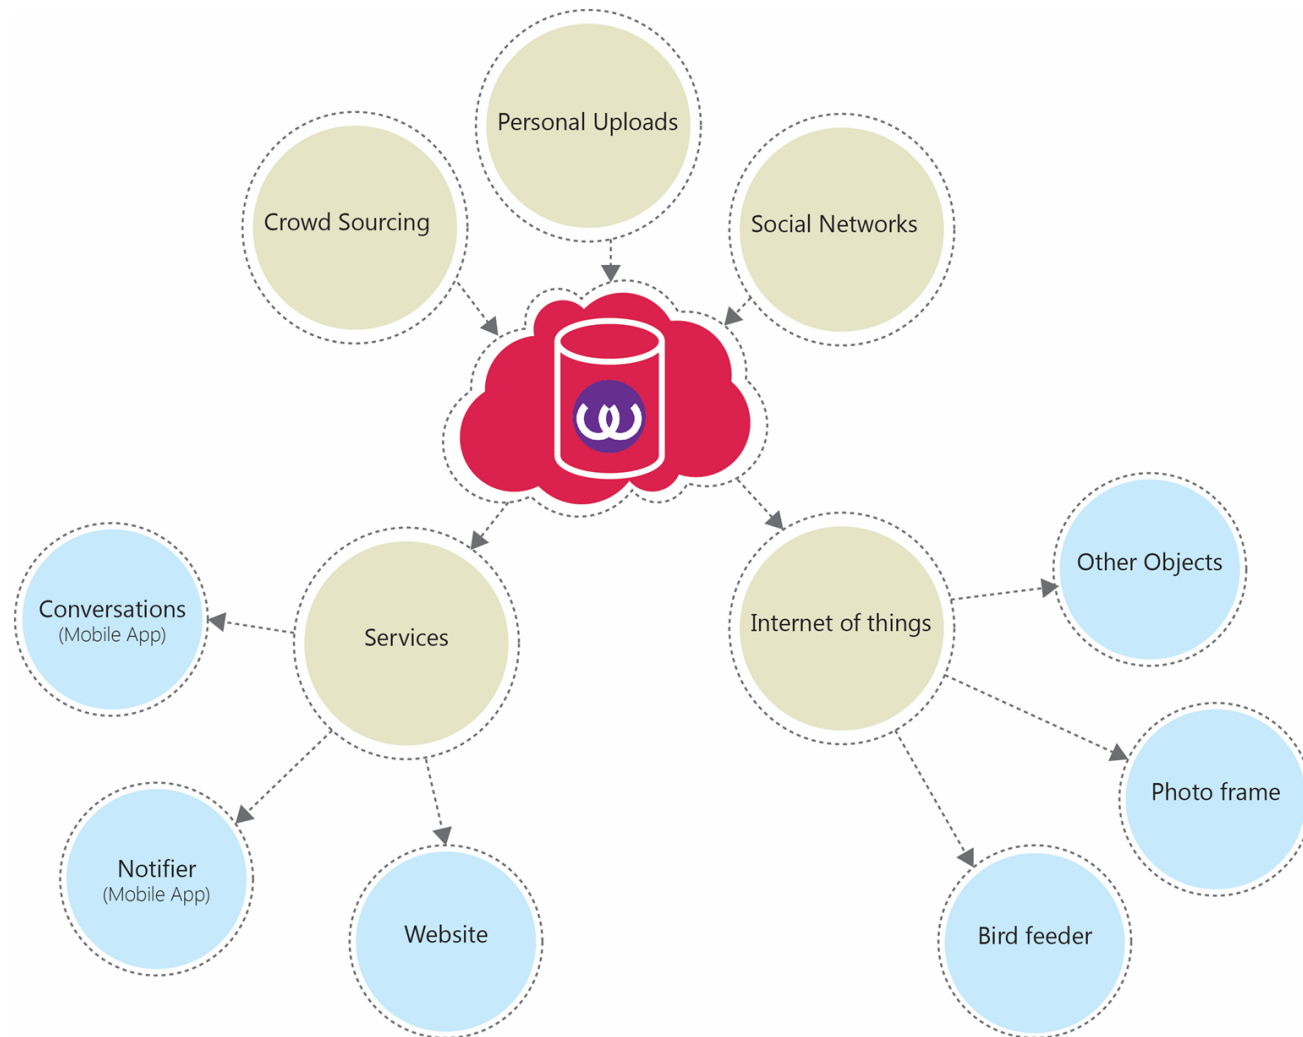 Personal Uploads
Crowd Sourcing
Social Networks
Other Objects
Conversations
(Mobile App)
Services
Internet of things
Photo frame
Notifier
(Mobile App)
Website
Bird feeder